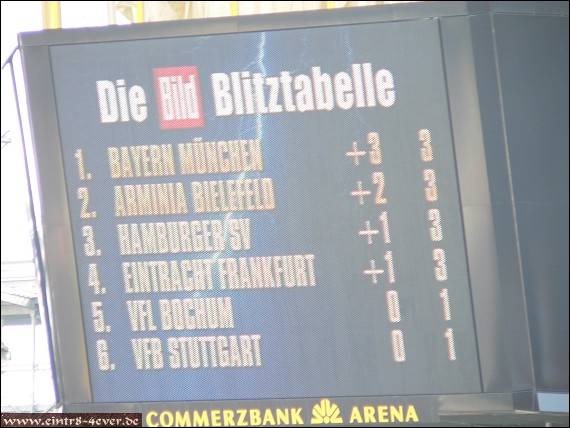 Die Bild Blitztabelle
1. BAYERN MÜNCHEN +3 3
2. ARMINIA BIELEFELD +2 3
3. HAMBURGER SV +1 3
4. EINTRACHT FRANKFURT +1 3
5. VFL BOCHUM 0 1
6. VFB STUTTGART 0 1
COMMERZBANK ARENA
www.eintr8-4ever.de